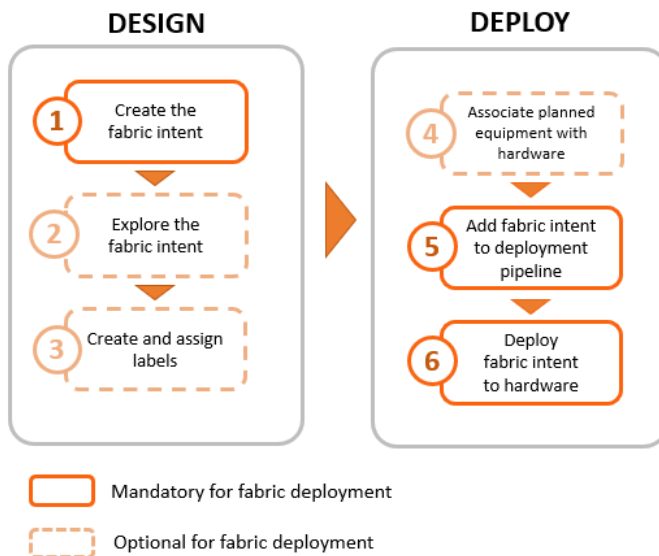 DESIGN
1
Create the
fabric intent
2
Explore the
fabric intent
3
Create and assign
labels
DEPLOY
4
Associate planned
equipment with
hardware
5
Add fabric intent
to deployment
pipeline
6
Deploy
fabric intent
to hardware
Mandatory for fabric deployment
Optional for fabric deployment